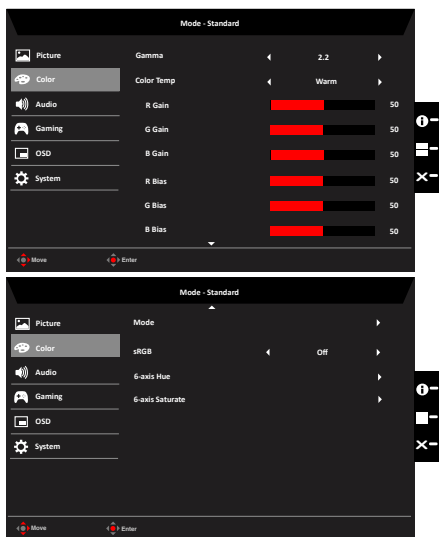 Mode - Standard
Picture
Gamma 2.2
Color
Color Temp Warm
Audio
R Gain 50
Gaming
G Gain 50
OSD
B Gain 50
System
R Bias 50
G Bias 50
B Bias 50
Move Enter
Mode - Standard
Picture
Mode
Color
sRGB Off
Audio
6-axis Hue
Gaming
6-axis Saturate
OSD
System
Move Enter